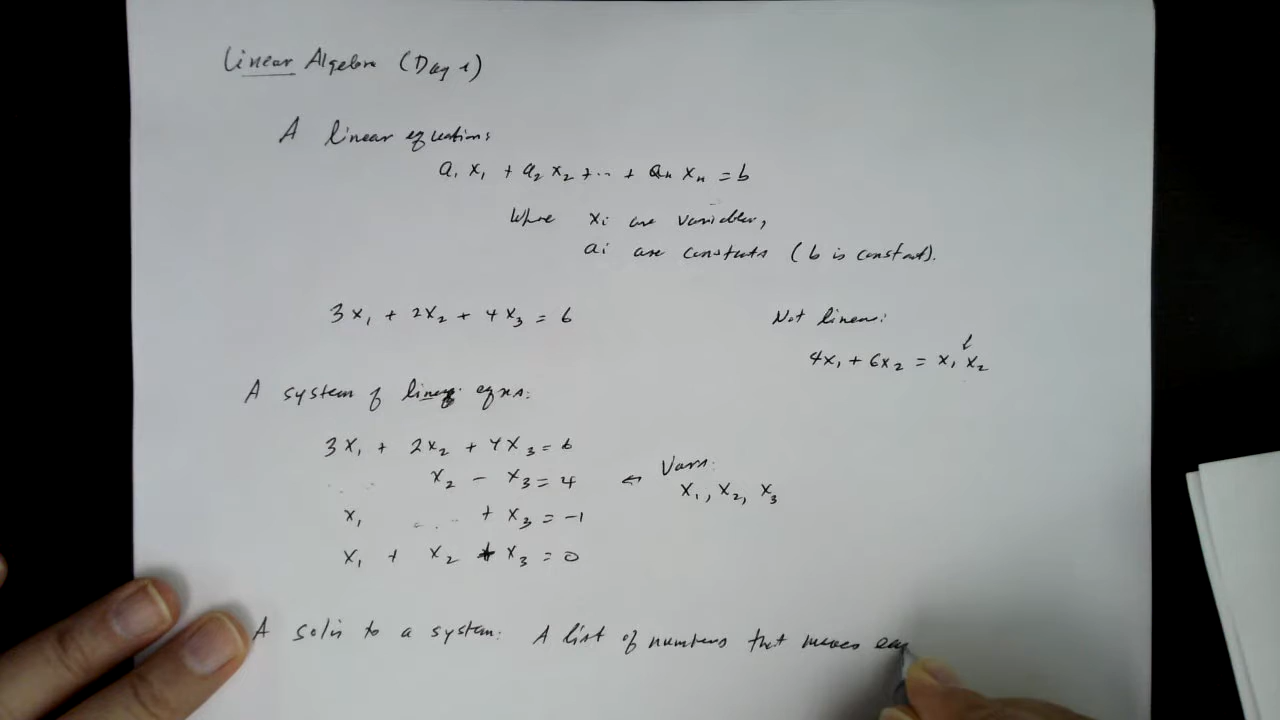 Linear Algebra (Day 1)
A linear equation:
a₁ x₁ + a₂ x₂ + ... + aₙ xₙ = b
where xᵢ are variables,
aᵢ are constants (b is constant).
3x₁ + 2x₂ + 4x₃ = 6
Not linear:
4x₁ + 6x₂ = x₁ x₂
A system of linear eqns:
3x₁ + 2x₂ + 4x₃ = 6
x₂ - x₃ = 4
← Vars:
x₁, x₂, x₃
x₁ + x₃ = -1
x₁ + x₂ + x₃ = 0
A sol'n to a system: A list of numbers that makes